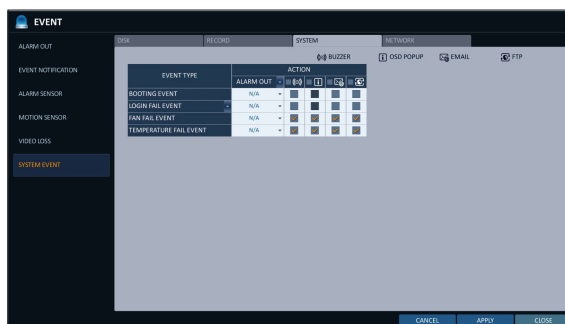 EVENT
ALARM OUT
EVENT NOTIFICATION
ALARM SENSOR
MOTION SENSOR
VIDEO LOSS
SYSTEM EVENT
DISK RECORD SYSTEM NETWORK
BUZZER OSD POPUP EMAIL FTP
EVENT TYPE ACTION
ALARM OUT
BOOTING EVENT N/A
LOGIN FAIL EVENT N/A
FAN FAIL EVENT N/A
TEMPERATURE FAIL EVENT N/A
CANCEL APPLY CLOSE